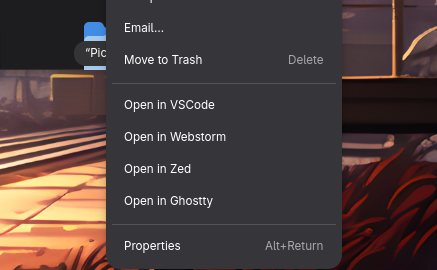 Email...
Move to Trash Delete
"Pic
Open in VSCode
Open in Webstorm
Open in Zed
Open in Ghostty
Properties Alt+Return